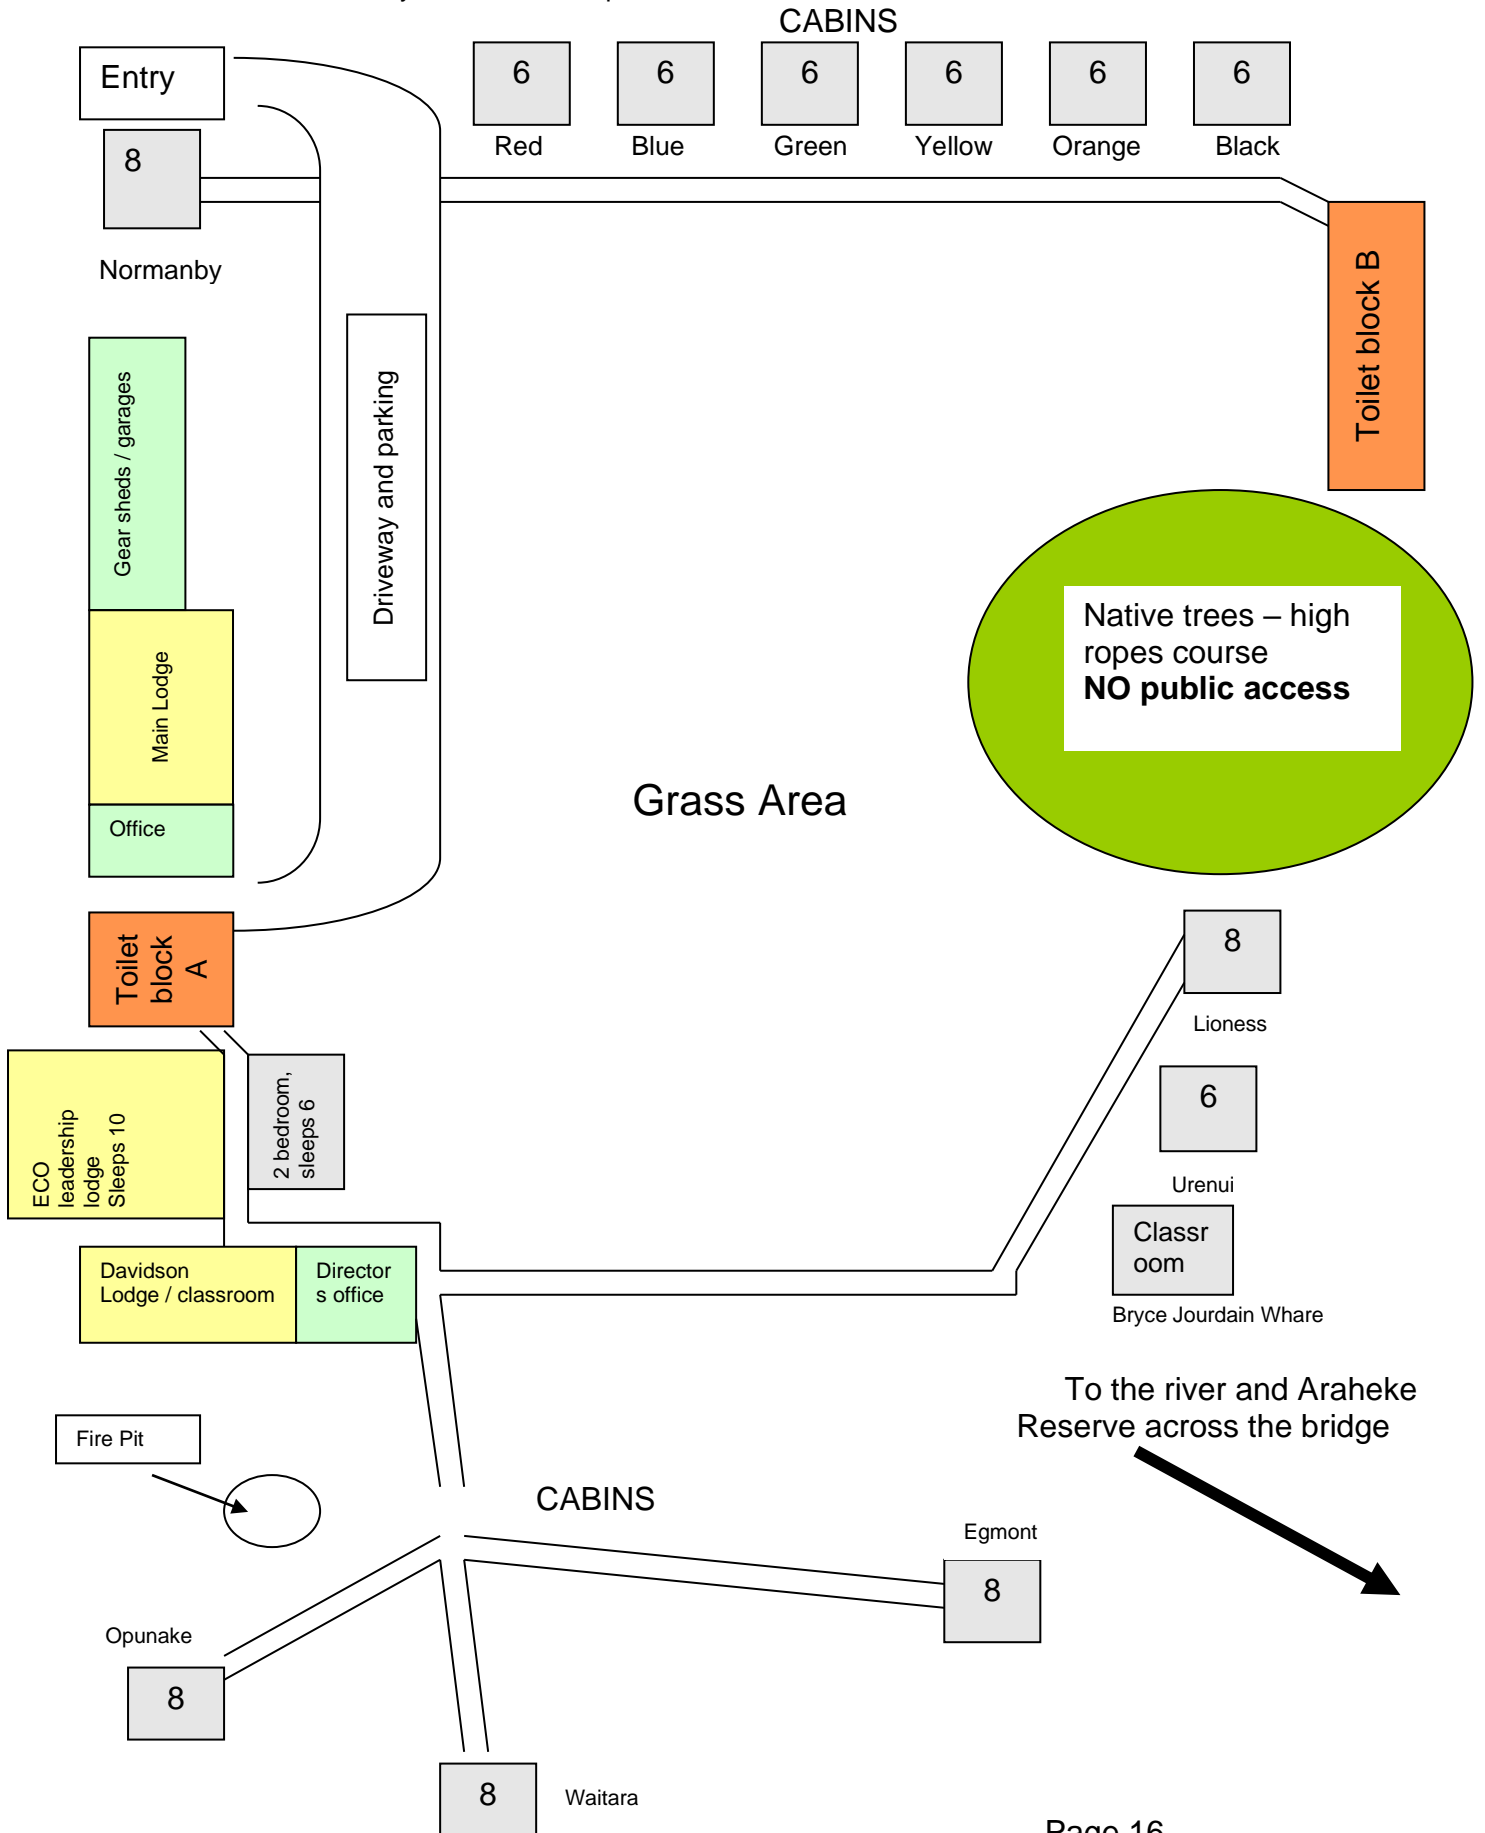 CABINS
Entry
6
6
6
6
6
6
Red
Blue
Green
Yellow
Orange
Black
8
Normanby
Toilet block B
Gear sheds / garages
Driveway and parking
Native trees – high
ropes course
NO public access
Main Lodge
Grass Area
Office
Toilet
block
A
8
Lioness
ECO
leadership
lodge
Sleeps 10
2 bedroom,
sleeps 6
6
Urenui
Classr
oom
Bryce Jourdain Whare
Davidson
Lodge / classroom
Director
s office
To the river and Araheke
Reserve across the bridge
Fire Pit
CABINS
Egmont
8
Opunake
8
8
Waitara
Page 16